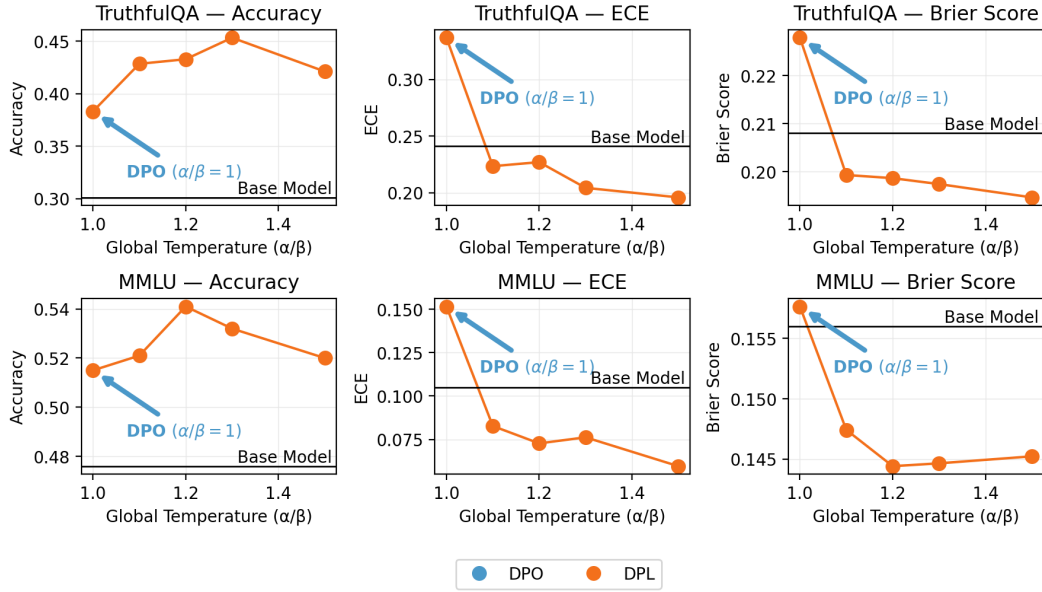 TruthfulQA — Accuracy
0.45
0.40
0.35
0.30
Accuracy
DPO (α/β = 1)
Base Model
1.0
1.2
1.4
Global Temperature (α/β)
TruthfulQA — ECE
0.30
0.25
0.20
ECE
DPO (α/β = 1)
Base Model
1.0
1.2
1.4
Global Temperature (α/β)
TruthfulQA — Brier Score
0.22
0.21
0.20
Brier Score
DPO (α/β = 1)
Base Model
1.0
1.2
1.4
Global Temperature (α/β)
MMLU — Accuracy
0.54
0.52
0.50
0.48
Accuracy
DPO (α/β = 1)
Base Model
1.0
1.2
1.4
Global Temperature (α/β)
MMLU — ECE
0.150
0.125
0.100
0.075
ECE
DPO (α/β = 1)
Base Model
1.0
1.2
1.4
Global Temperature (α/β)
MMLU — Brier Score
0.155
0.150
0.145
Brier Score
Base Model
DPO (α/β = 1)
1.0
1.2
1.4
Global Temperature (α/β)
DPO
DPL